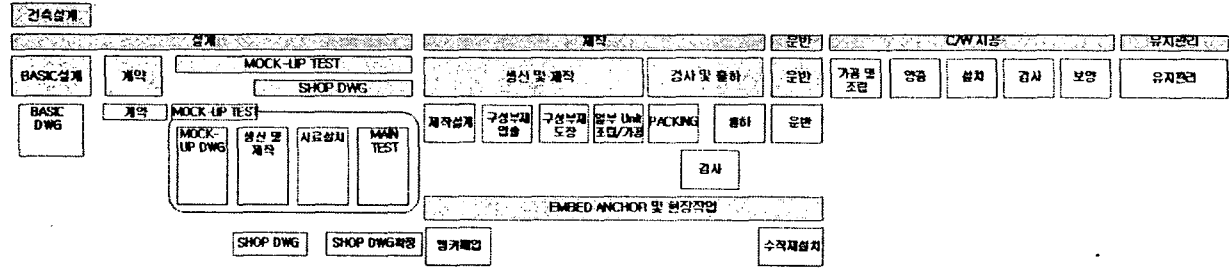 건축설계
설계 제작 운반 C/W 시공 유지관리
BASIC설계 계약 MOCK-UP TEST 생산 및 제작 검사 및 출하 운반 가공 및 조립 양중 설치 검사 보양 유지관리
SHOP DWG
BASIC DWG 계약 MOCK-UP TEST 제작설계 구성부재 압출 구성부재 도장 일부 Unit 조립/가공 PACKING 출하 운반
MOCK-UP DWG 생산 및 제작 시료설치 MAIN TEST
검사
EMBED ANCHOR 및 현장작업
SHOP DWG SHOP DWG확정 앵커매입 수직재설치